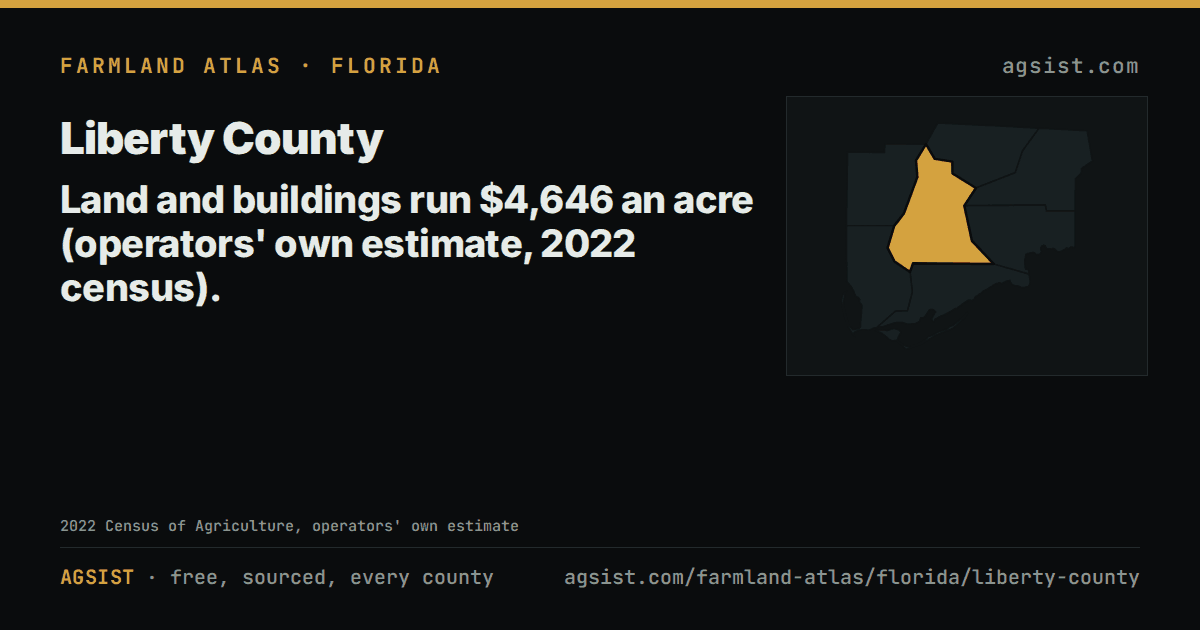 FARMLAND ATLAS · FLORIDA
agsist.com
Liberty County
Land and buildings run $4,646 an acre
(operators' own estimate, 2022
census).
2022 Census of Agriculture, operators' own estimate
AGSIST · free, sourced, every county
agsist.com/farmland-atlas/florida/liberty-county